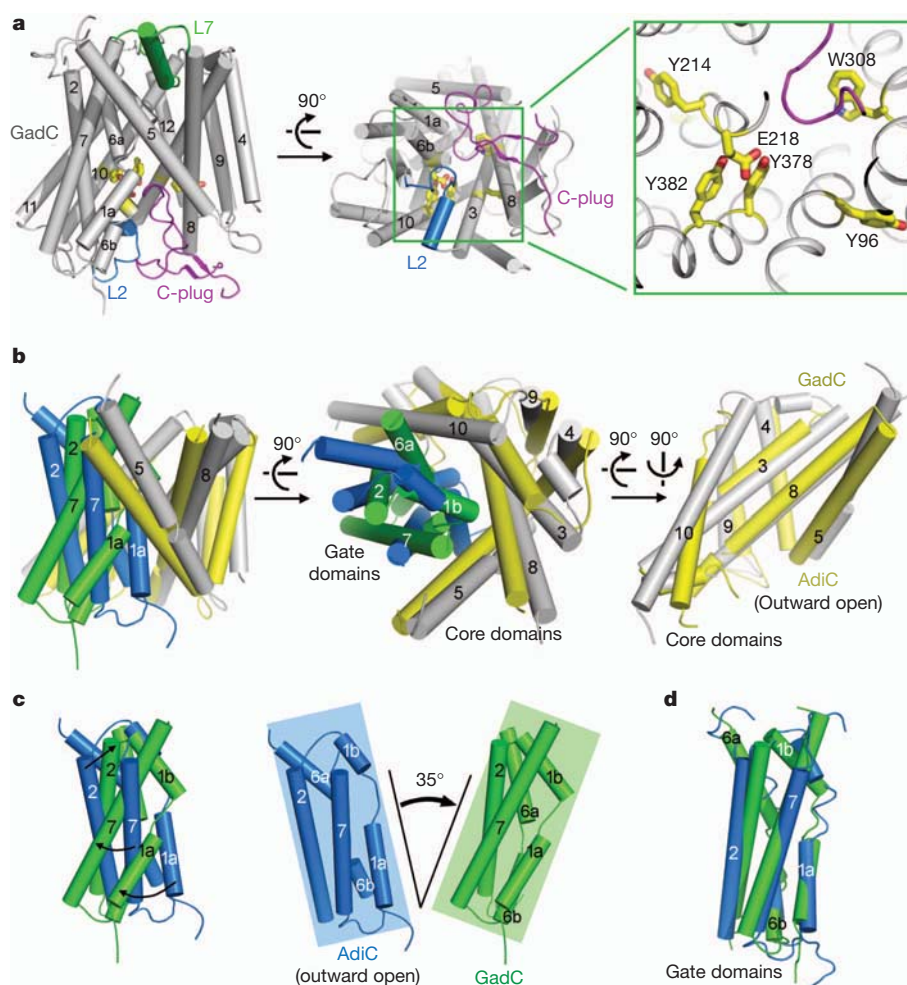 a
L7
GadC
2
7
6a
5
12
4
9
10
11
1a
6b
8
L2
C-plug
90°
5
1a
6b
10
3
8
C-plug
L2
Y214
W308
E218
Y378
Y382
Y96
b
2
2
5
8
7
7
1a
1a
90°
10
9
4
6a
2
1b
7
3
8
5
Gate
domains
Core domains
90° 90°
GadC
4
3
8
10
9
5
AdiC
(Outward open)
Core domains
c
2
2
1b
7
7
1a
1a
2
6a
1b
7
1a
6b
AdiC
(outward open)
35°
2
1b
7
6a
1a
6b
GadC
d
6a
1b
7
2
1a
6b
Gate domains